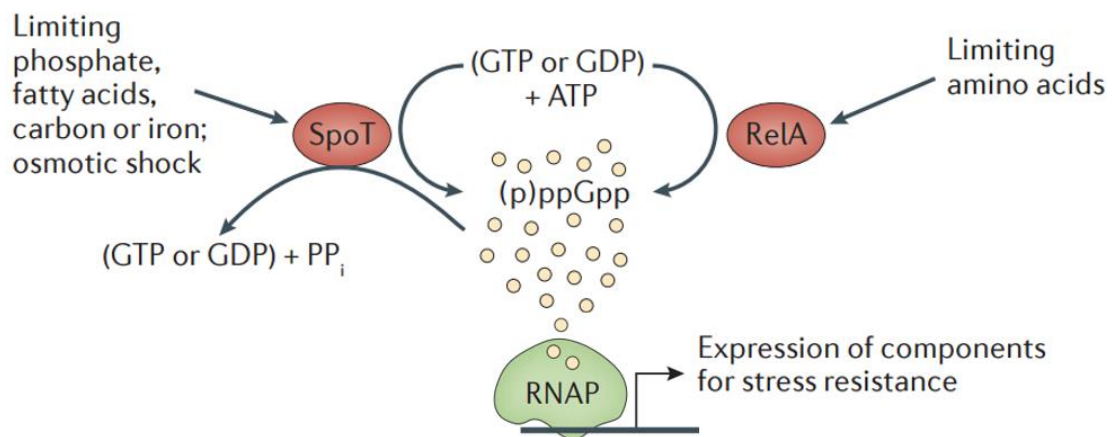 Limiting
phosphate,
fatty acids,
carbon or iron;
osmotic shock
SpoT
(GTP or GDP)
+ ATP
RelA
Limiting
amino acids
(p)ppGpp
(GTP or GDP) + PPi
RNAP
Expression of components
for stress resistance